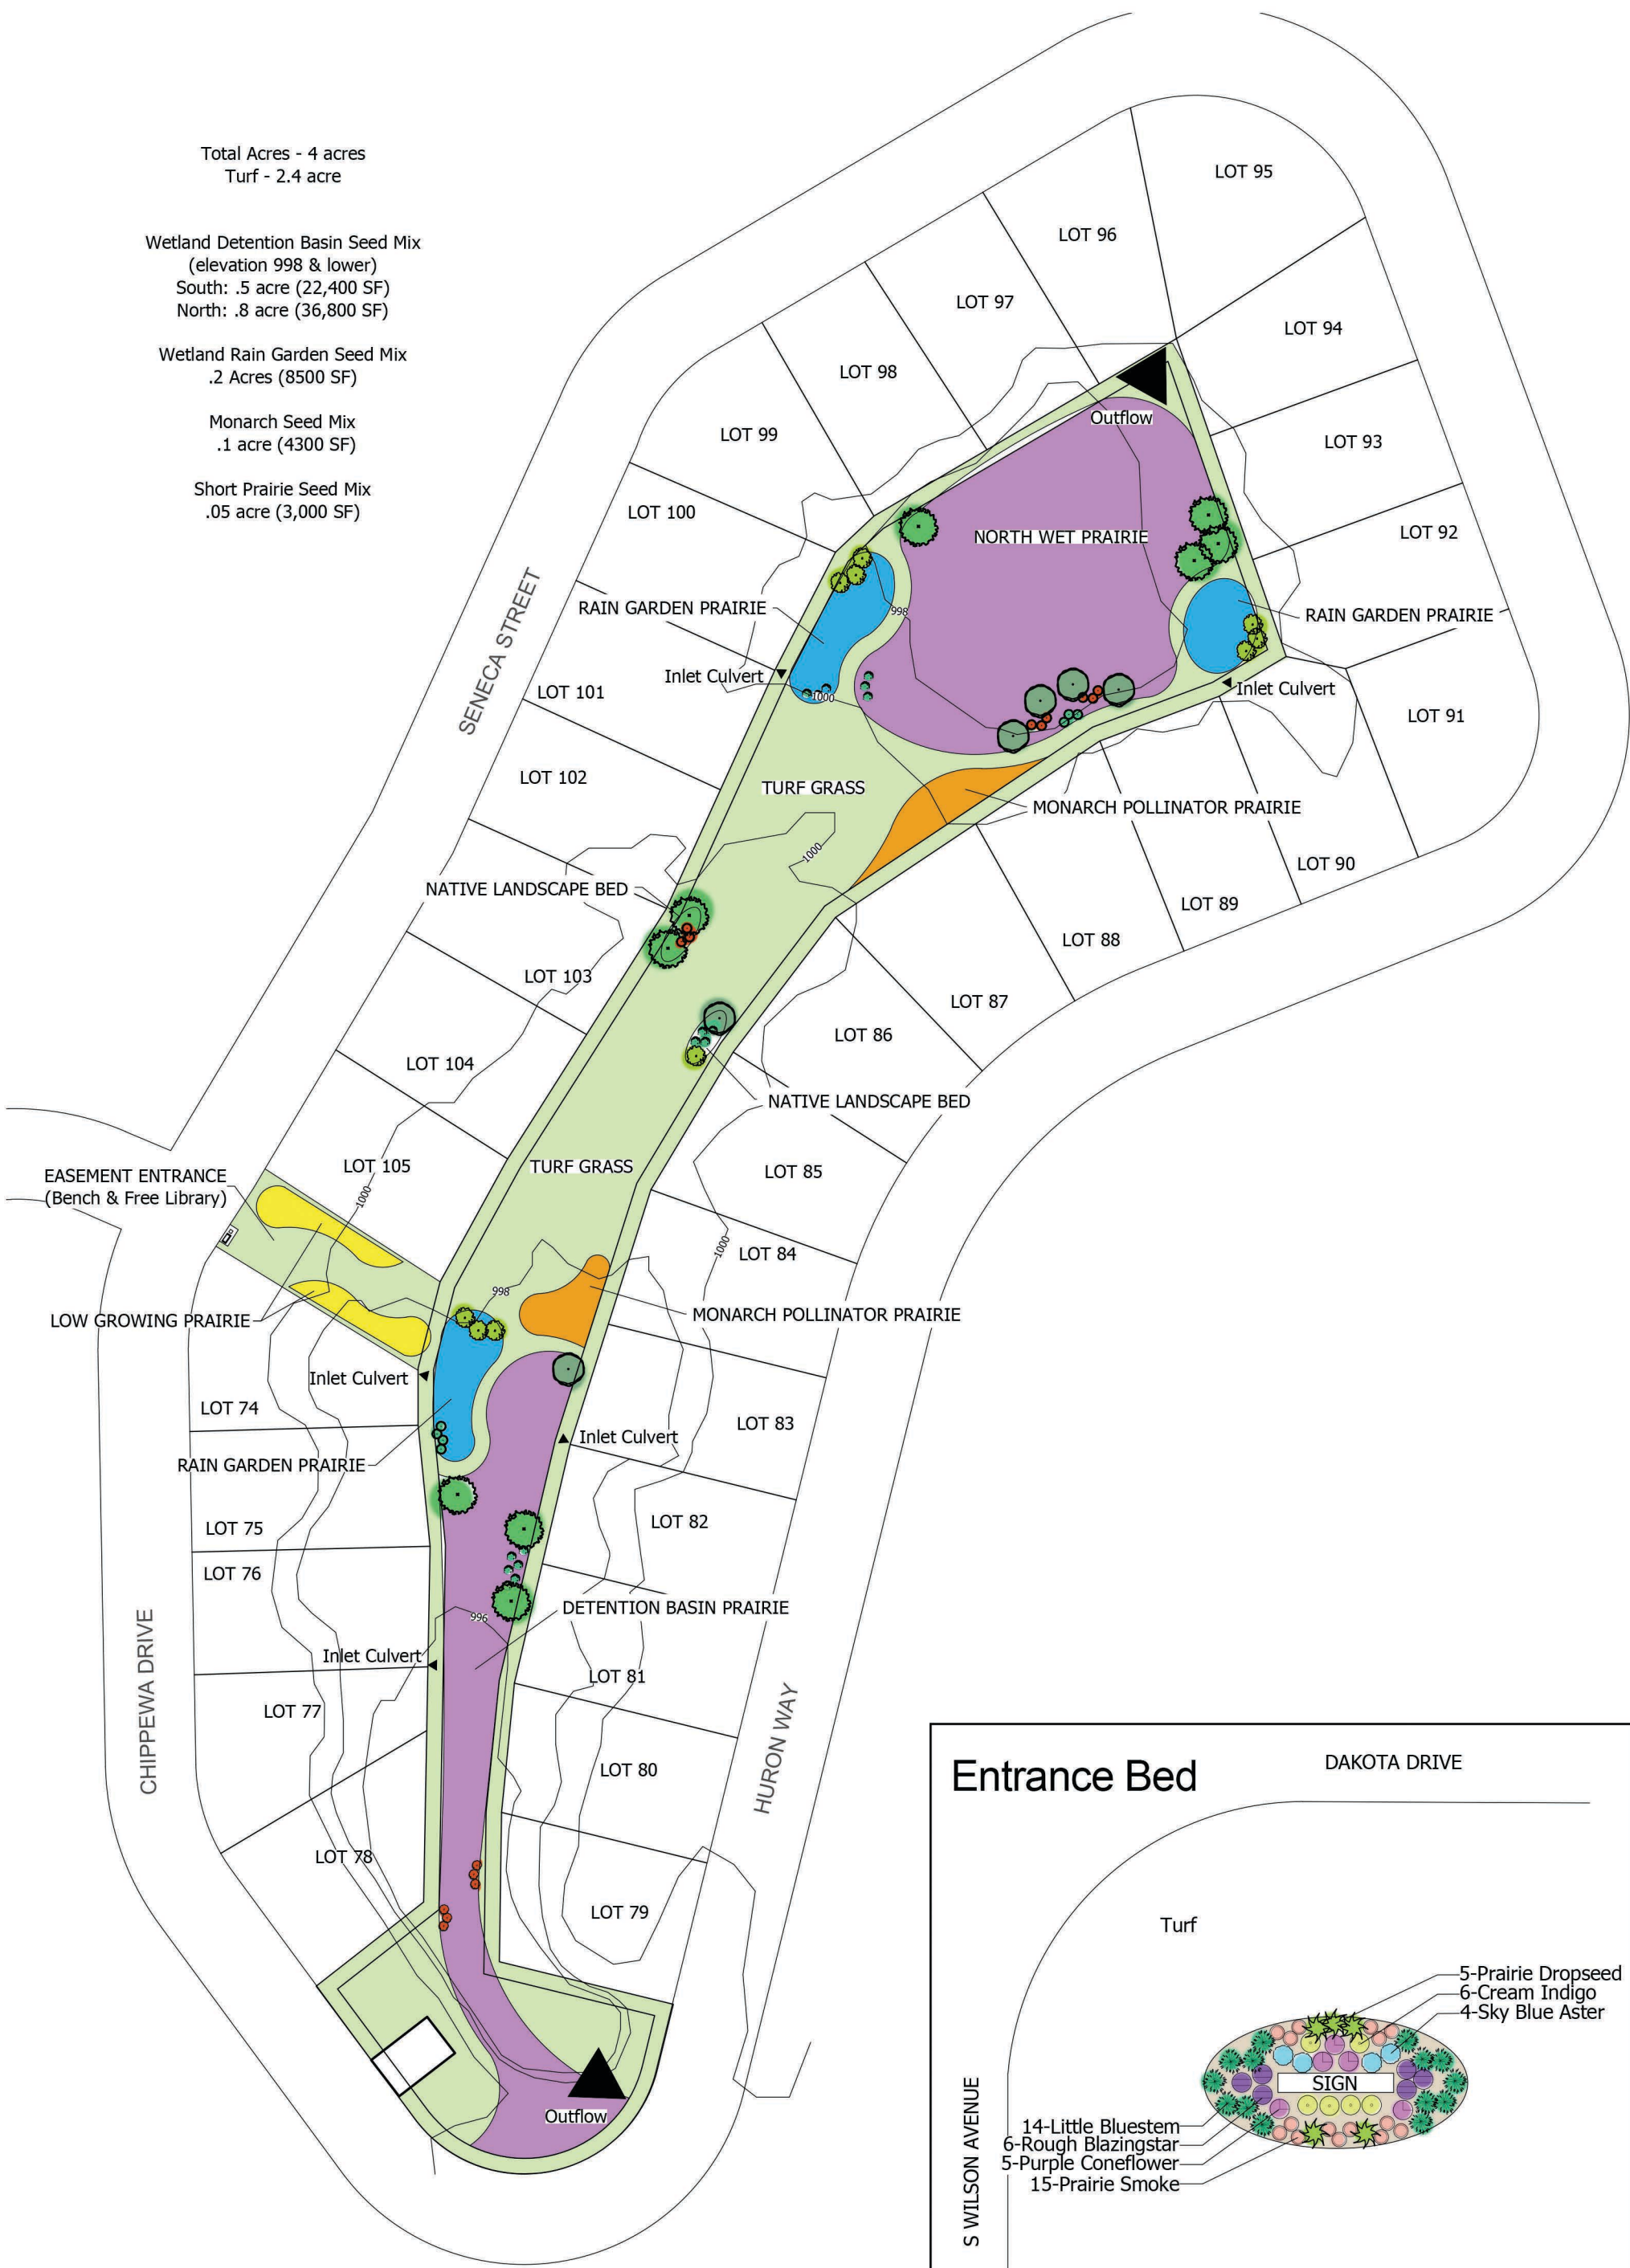 Total Acres - 4 acres
Turf - 2.4 acre
Wetland Detention Basin Seed Mix
(elevation 998 & lower)
South: .5 acre (22,400 SF)
North: .8 acre (36,800 SF)
Wetland Rain Garden Seed Mix
.2 Acres (8500 SF)
Monarch Seed Mix
.1 acre (4300 SF)
Short Prairie Seed Mix
.05 acre (3,000 SF)
LOT 95
LOT 96
LOT 97
LOT 94
LOT 98
Outflow
LOT 99
LOT 93
LOT 100
NORTH WET PRAIRIE
LOT 92
SENECA STREET
RAIN GARDEN PRAIRIE
998
RAIN GARDEN PRAIRIE
Inlet Culvert
LOT 101
1000
Inlet Culvert
LOT 91
LOT 102
TURF GRASS
MONARCH POLLINATOR PRAIRIE
1000
LOT 90
NATIVE LANDSCAPE BED
LOT 89
LOT 88
LOT 103
LOT 87
LOT 86
LOT 104
NATIVE LANDSCAPE BED
EASEMENT ENTRANCE
(Bench & Free Library)
LOT 105
TURF GRASS
LOT 85
1000
1000
LOT 84
998
LOW GROWING PRAIRIE
MONARCH POLLINATOR PRAIRIE
Inlet Culvert
LOT 74
LOT 83
Inlet Culvert
RAIN GARDEN PRAIRIE
LOT 75
LOT 82
LOT 76
DETENTION BASIN PRAIRIE
996
CHIPPEWA DRIVE
Inlet Culvert
LOT 81
LOT 77
HURON WAY
LOT 80
LOT 78
LOT 79
Outflow
Entrance Bed
DAKOTA DRIVE
Turf
5-Prairie Dropseed
6-Cream Indigo
4-Sky Blue Aster
SIGN
S WILSON AVENUE
14-Little Bluestem
6-Rough Blazingstar
5-Purple Coneflower
15-Prairie Smoke